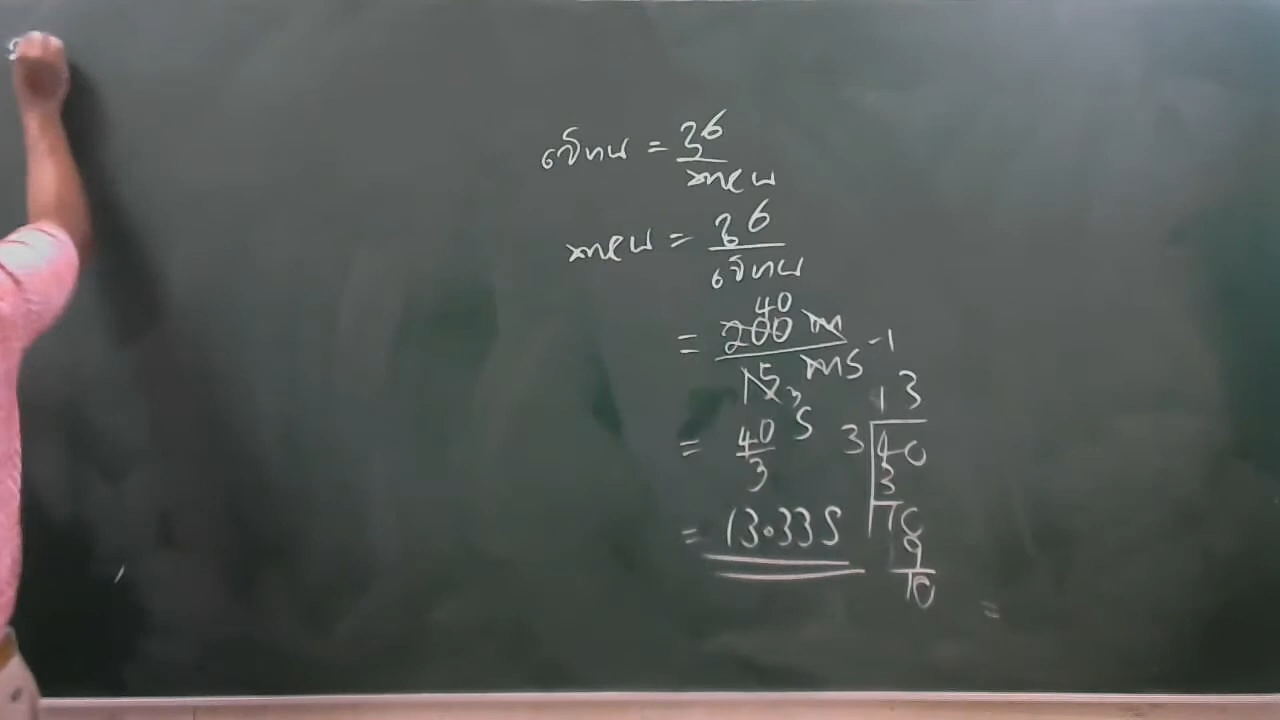 වේගය = දුර
කාලය
කාලය = දුර
වේගය
40
= 200 m
15 ms⁻¹
3
= 40 s
3
= 13.33 s
13
3 40
3
10
9
10
=